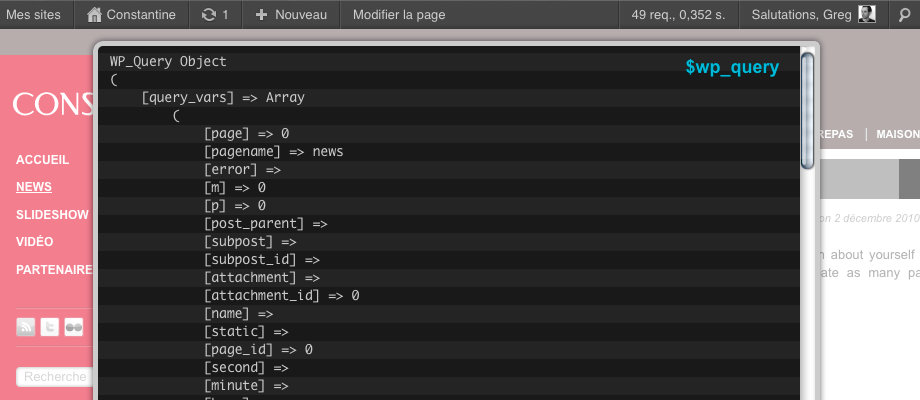 Mes sites Constantine 1 Nouveau Modifier la page 49 req., 0,352 s. Salutations, Greg
WP_Query Object
$wp_query
(
[query_vars] => Array
(
[page] => 0
[pagename] => news
[error] =>
[m] => 0
[p] => 0
[post_parent] =>
[subpost] =>
[subpost_id] =>
[attachment] =>
[attachment_id] => 0
[name] =>
[static] =>
[page_id] => 0
[second] =>
[minute] =>
CONS
ACCUEIL
NEWS
SLIDESHOW
VIDÉO
PARTENAIRE
Recherche
REPAS MAISON
on 2 décembre 2010
about yourself
as many pa